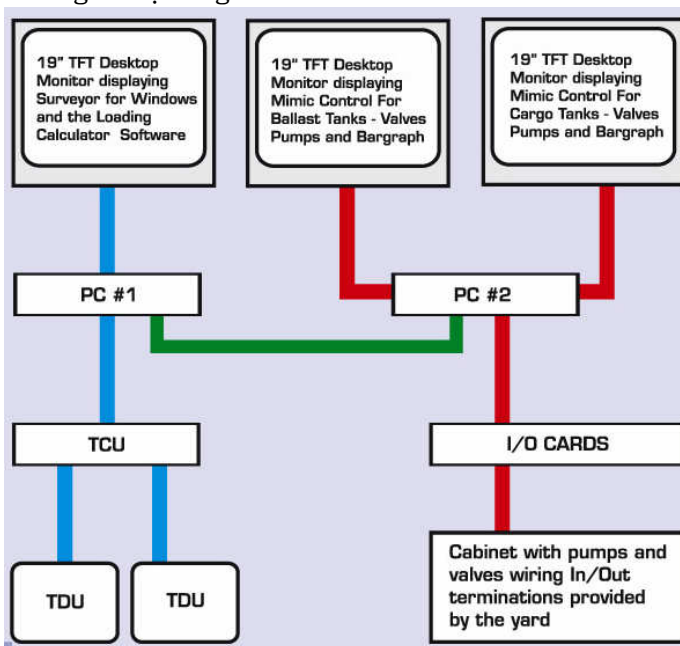 19" TFT Desktop
Monitor displaying
Surveyor for Windows
and the Loading
Calculator Software
19" TFT Desktop
Monitor displaying
Mimic Control For
Ballast Tanks - Valves
Pumps and Bargraph
19" TFT Desktop
Monitor displaying
Mimic Control For
Cargo Tanks - Valves
Pumps and Bargraph
PC #1
PC #2
TCU
I/O CARDS
TDU
TDU
Cabinet with pumps and
valves wiring In/Out
terminations provided
by the yard